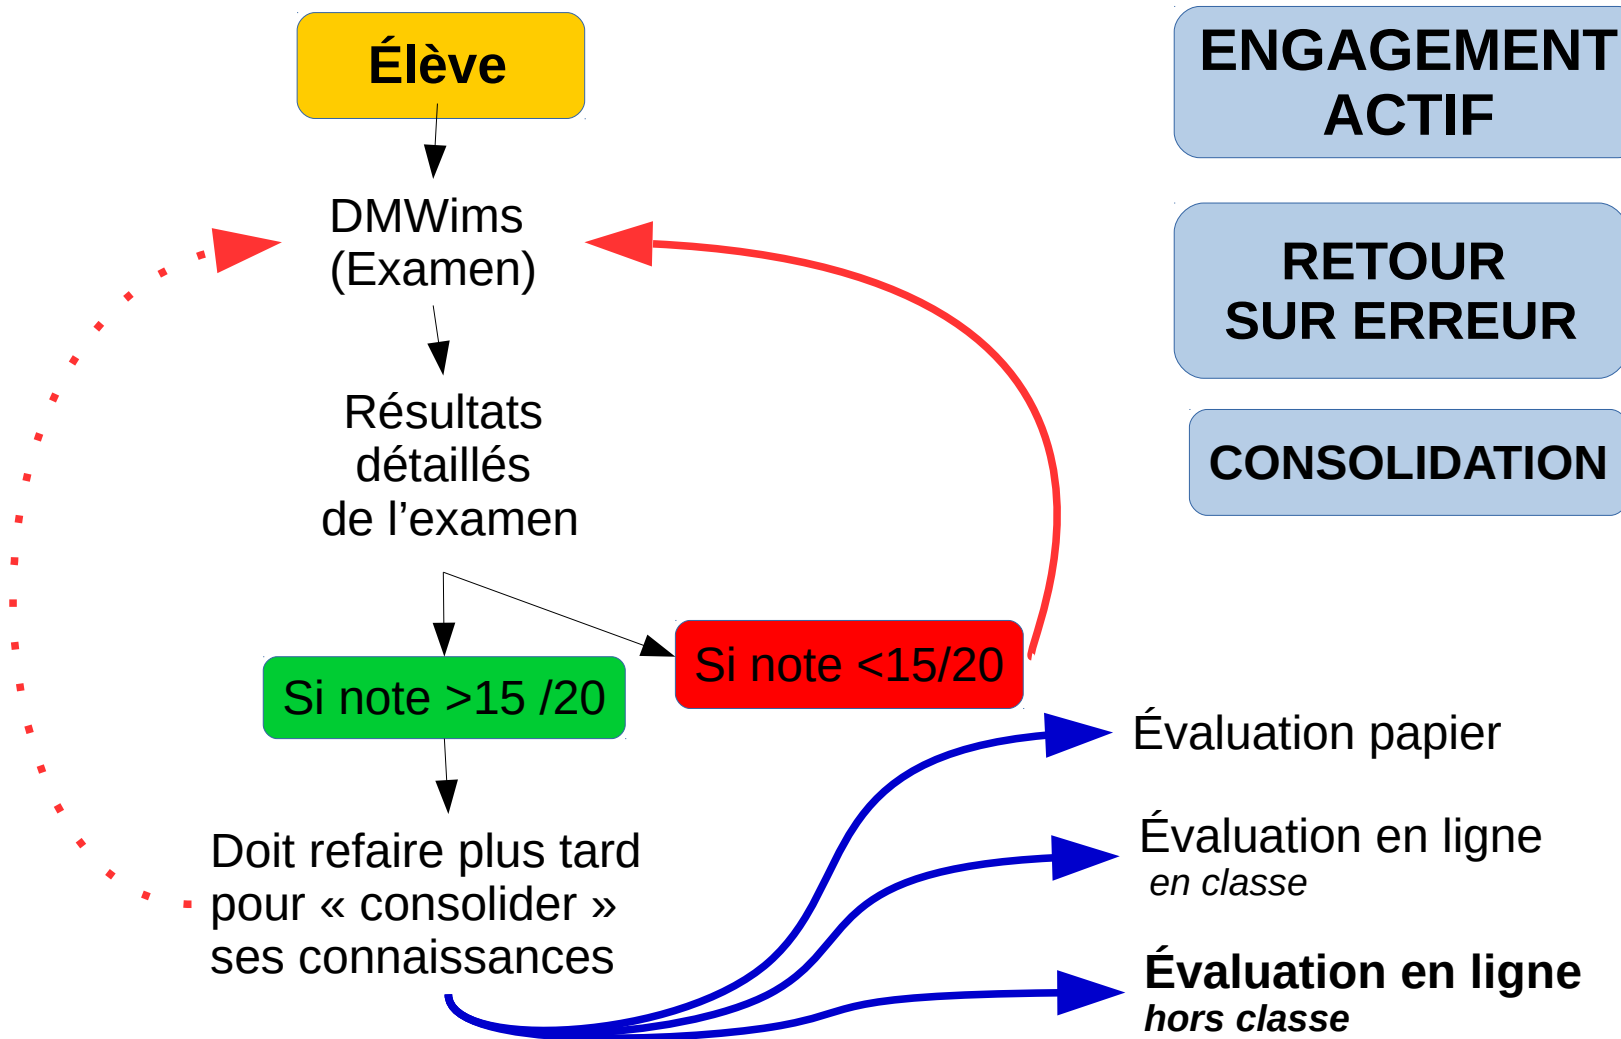 Élève
DMWims
(Examen)
Résultats
détaillés
de l’examen
Si note >15 /20
Si note <15/20
Doit refaire plus tard
pour « consolider »
ses connaissances
Évaluation papier
Évaluation en ligne
en classe
Évaluation en ligne
hors classe
ENGAGEMENT
ACTIF
RETOUR
SUR ERREUR
CONSOLIDATION